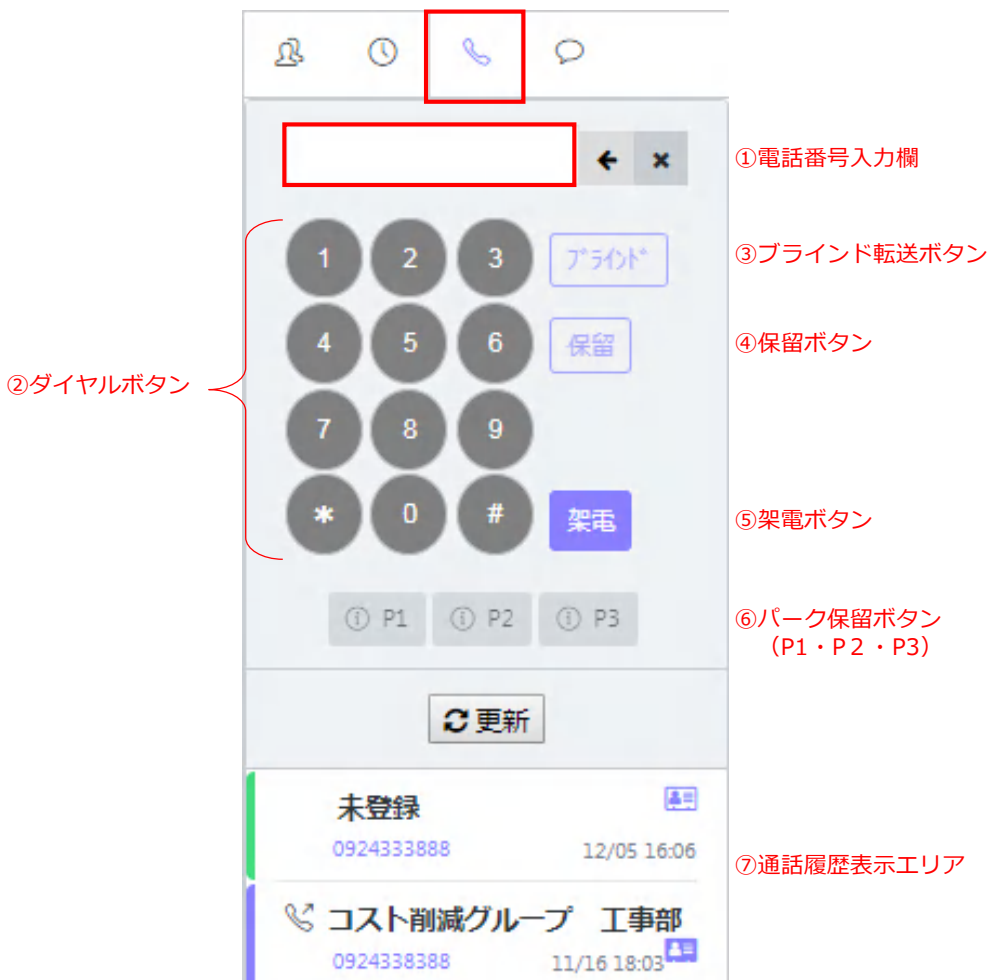 ①電話番号入力欄
1 2 3 ﾌﾞﾗｲﾝﾄﾞ
③ブラインド転送ボタン
4 5 6 保留
④保留ボタン
②ダイヤルボタン
7 8 9
* 0 # 架電
⑤架電ボタン
P1 P2 P3
⑥パーク保留ボタン
（P1・P２・P3）
更新
未登録
0924333888 12/05 16:06
⑦通話履歴表示エリア
コスト削減グループ　工事部
0924338388 11/16 18:03